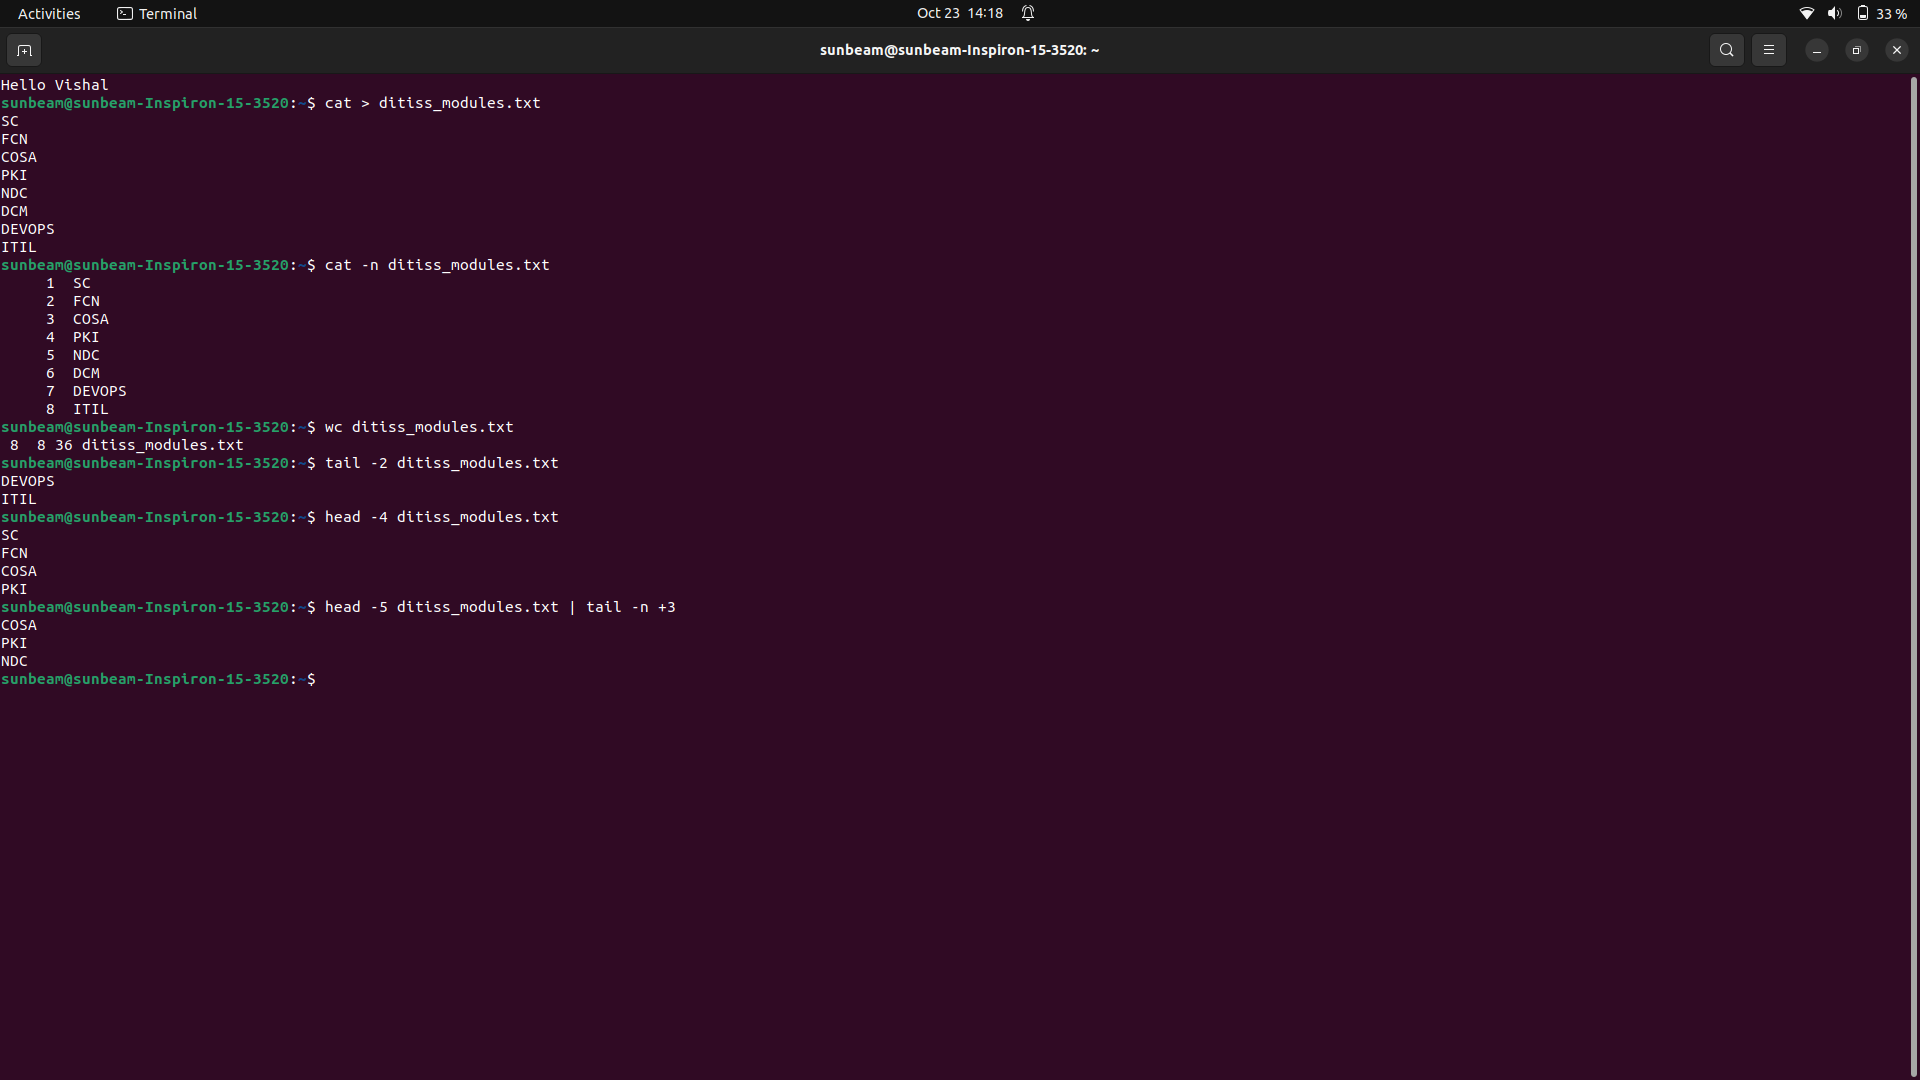 Activities Terminal Oct 23 14:18 33 %
sunbeam@sunbeam-Inspiron-15-3520: ~
Hello Vishal
sunbeam@sunbeam-Inspiron-15-3520:~$ cat > ditiss_modules.txt
SC
FCN
COSA
PKI
NDC
DCM
DEVOPS
ITIL
sunbeam@sunbeam-Inspiron-15-3520:~$ cat -n ditiss_modules.txt
     1  SC
     2  FCN
     3  COSA
     4  PKI
     5  NDC
     6  DCM
     7  DEVOPS
     8  ITIL
sunbeam@sunbeam-Inspiron-15-3520:~$ wc ditiss_modules.txt
 8  8 36 ditiss_modules.txt
sunbeam@sunbeam-Inspiron-15-3520:~$ tail -2 ditiss_modules.txt
DEVOPS
ITIL
sunbeam@sunbeam-Inspiron-15-3520:~$ head -4 ditiss_modules.txt
SC
FCN
COSA
PKI
sunbeam@sunbeam-Inspiron-15-3520:~$ head -5 ditiss_modules.txt | tail -n +3
COSA
PKI
NDC
sunbeam@sunbeam-Inspiron-15-3520:~$